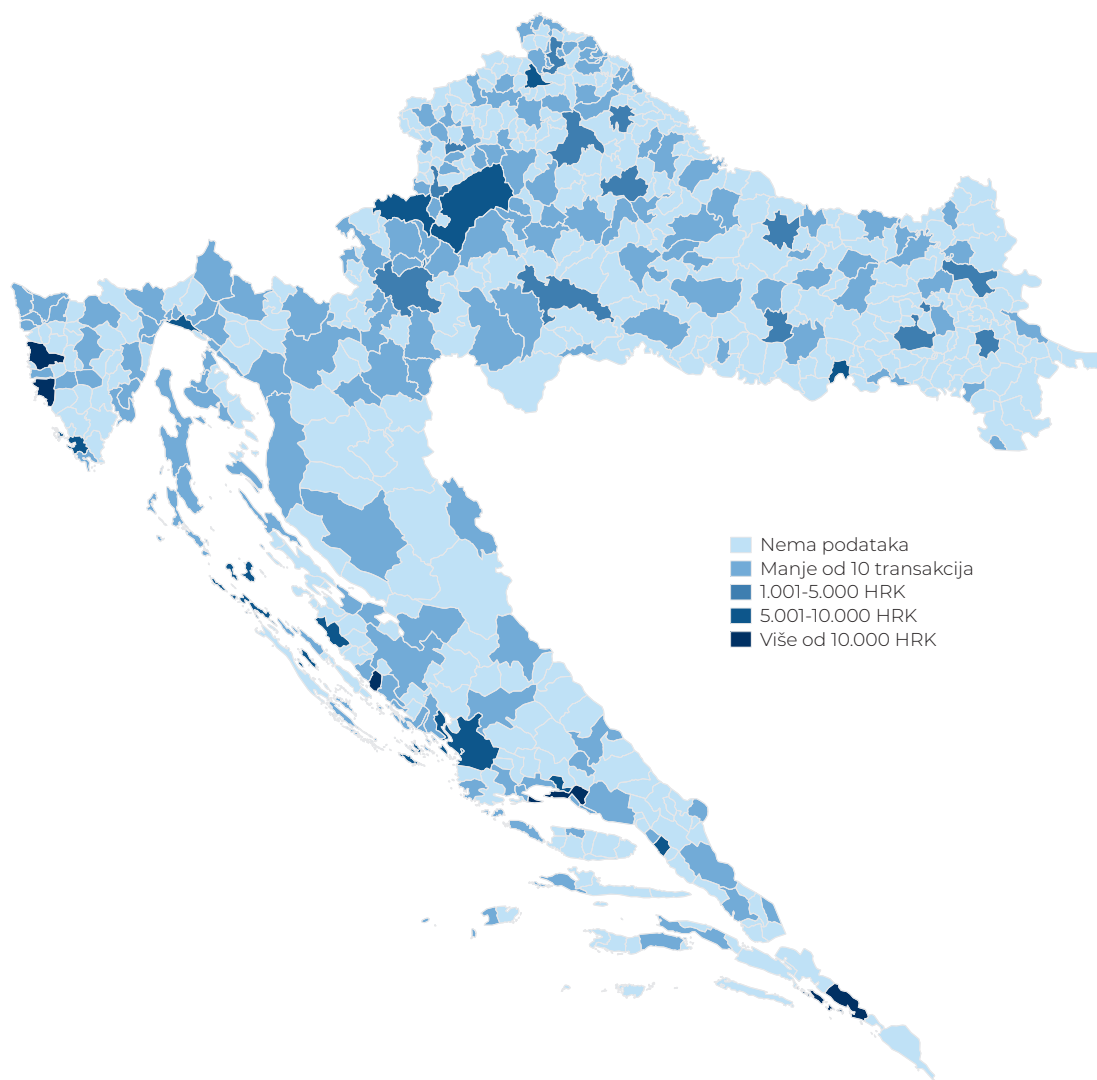 Nema podataka
Manje od 10 transakcija
1.001-5.000 HRK
5.001-10.000 HRK
Više od 10.000 HRK